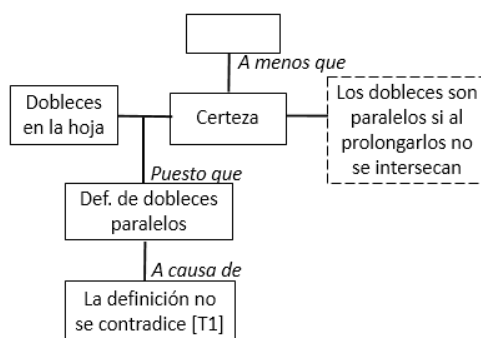 A menos que
Dobleces
en la hoja
Certeza
Los dobleces son
paralelos si al
prolongarlos no
se intersecan
Puesto que
Def. de dobleces
paralelos
A causa de
La definición no
se contradice [T1]